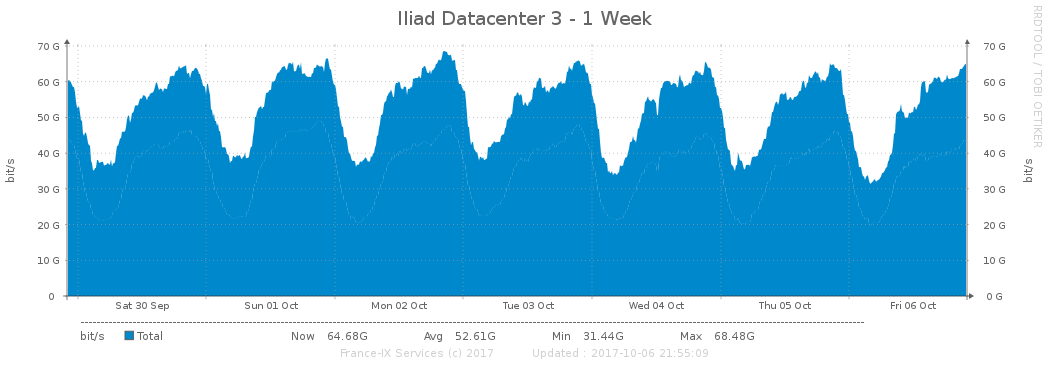 Iliad Datacenter 3 - 1 Week
RRDTOOL / TOBI OETIKER
70 G 70 G
60 G 60 G
50 G 50 G
40 G 40 G
30 G 30 G
20 G 20 G
10 G 10 G
0 0 G
bit/s bit/s
Sat 30 Sep Sun 01 Oct Mon 02 Oct Tue 03 Oct Wed 04 Oct Thu 05 Oct Fri 06 Oct
bit/s Total Now 64.68G Avg 52.61G Min 31.44G Max 68.48G
France-IX Services (c) 2017 Updated : 2017-10-06 21:55:09